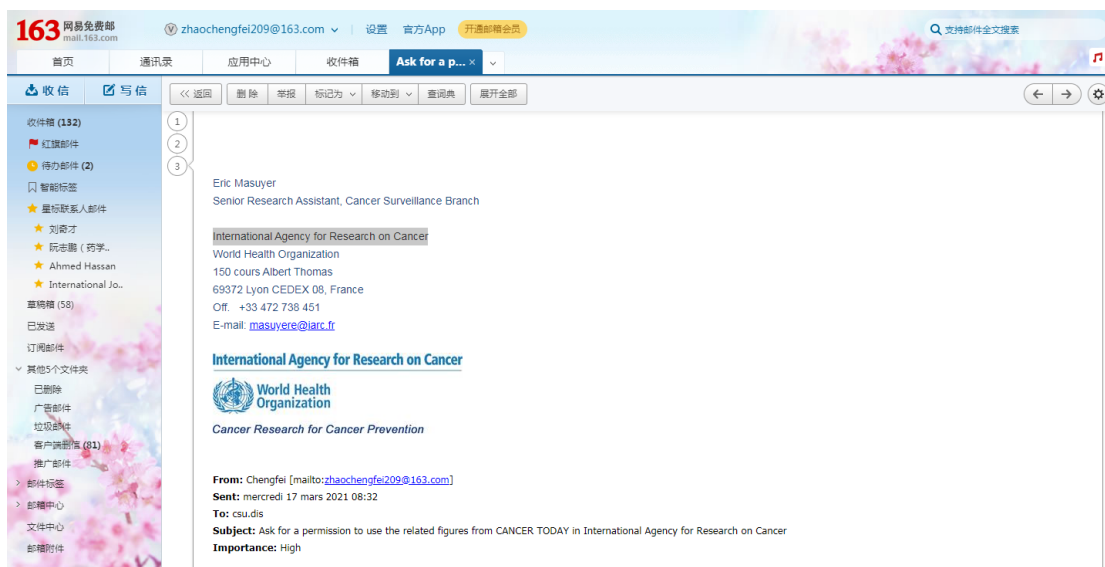 163 网易免费邮
mail.163.com
zhaochengfei209@163.com
设置 官方App 开通邮箱会员
支持邮件全文搜索
首页 通讯录 应用中心 收件箱 Ask for a p... ×
收信 写信
<< 返回 删除 举报 标记为 移动到 查词典 展开全部
收件箱 (132)
红旗邮件
待办邮件 (2)
智能标签
星标联系人邮件
刘奇才
阮志鹏 ( 药学..
Ahmed Hassan
International Jo..
草稿箱 (58)
已发送
订阅邮件
其他5个文件夹
已删除
广告邮件
垃圾邮件
客户端删信 (81)
推广邮件
邮件标签
邮箱中心
文件中心
邮箱附件
1
2
3
Eric Masuyer
Senior Research Assistant, Cancer Surveillance Branch
International Agency for Research on Cancer
World Health Organization
150 cours Albert Thomas
69372 Lyon CEDEX 08, France
Off. +33 472 738 451
E-mail: masuyere@iarc.fr
International Agency for Research on Cancer
World Health
Organization
Cancer Research for Cancer Prevention
From: Chengfei [mailto:zhaochengfei209@163.com]
Sent: mercredi 17 mars 2021 08:32
To: csu.dis
Subject: Ask for a permission to use the related figures from CANCER TODAY in International Agency for Research on Cancer
Importance: High